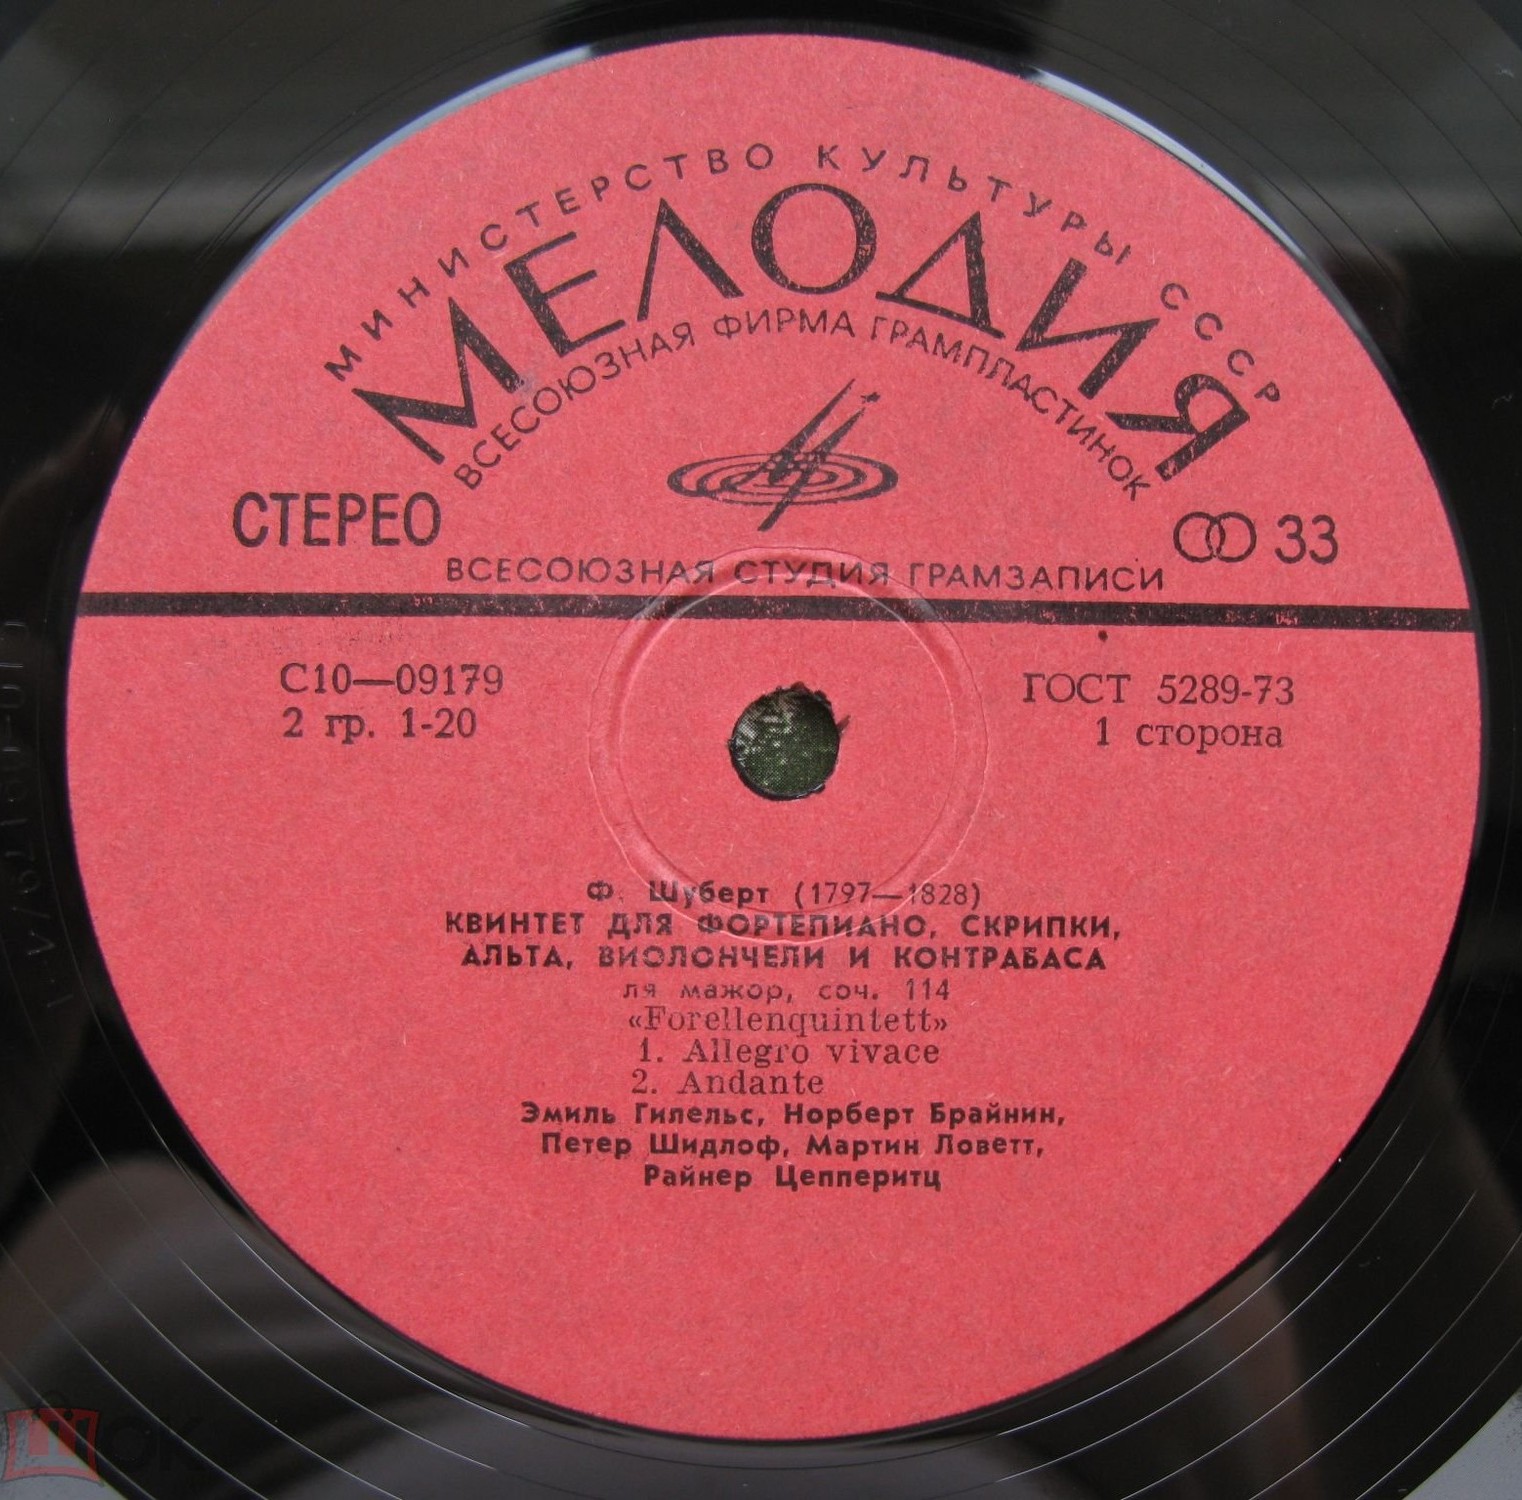 МИНИСТЕРСТВО КУЛЬТУРЫ СССР
МЕЛОДИЯ
ВСЕСОЮЗНАЯ ФИРМА ГРАМПЛАСТИНОК
СТЕРЕО
33
ВСЕСОЮЗНАЯ СТУДИЯ ГРАМЗАПИСИ
С10—09179
ГОСТ 5289-73
2 гр. 1-20
1 сторона
Ф. Шуберт (1797—1828)
КВИНТЕТ ДЛЯ ФОРТЕПИАНО, СКРИПКИ,
АЛЬТА, ВИОЛОНЧЕЛИ И КОНТРАБАСА
ля мажор, соч. 114
«Forellenquintett»
1. Allegro vivace
2. Andante
Эмиль Гилельс, Норберт Брайнин,
Петер Шидлоф, Мартин Ловетт,
Райнер Цепперитц